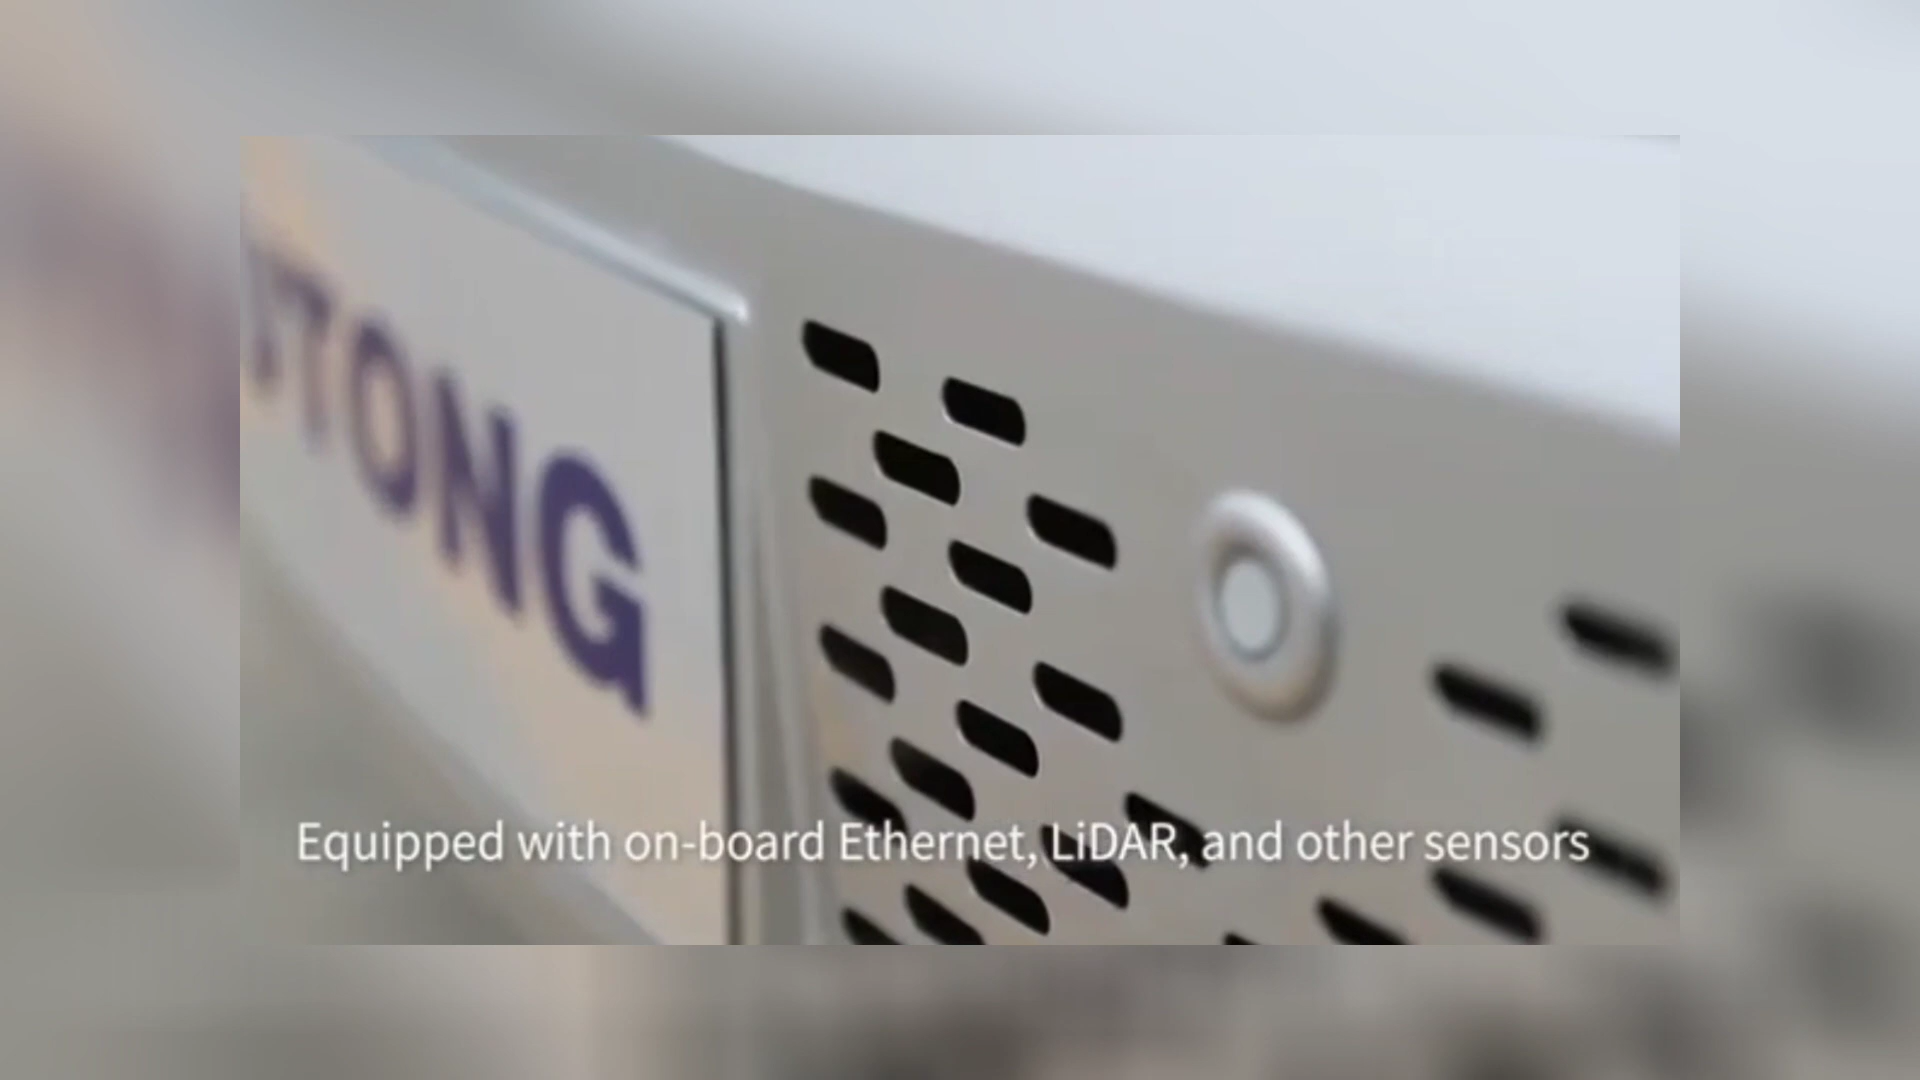 TONG
Equipped with on-board Ethernet, LiDAR, and other sensors